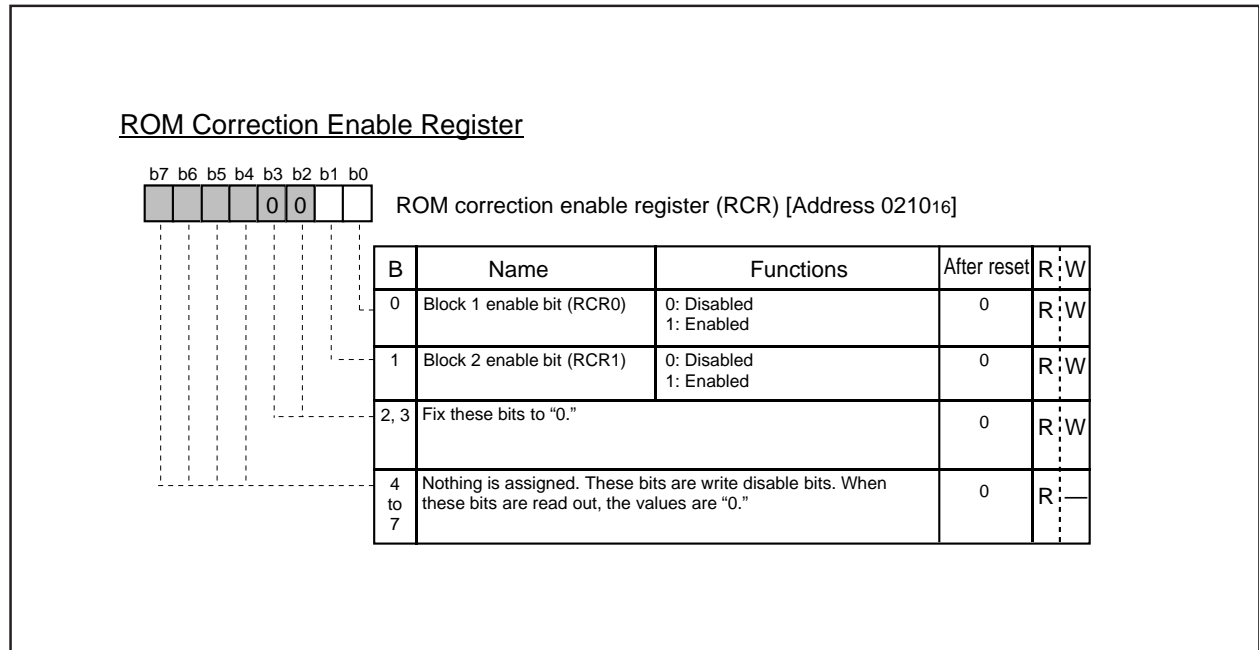 ROM Correction Enable Register
b7 b6 b5 b4 b3 b2 b1 b0
0 0
ROM correction enable register (RCR) [Address 021016]
B Name Functions After reset R W
0 Block 1 enable bit (RCR0) 0: Disabled 0 R W
1: Enabled
1 Block 2 enable bit (RCR1) 0: Disabled 0 R W
1: Enabled
2, 3 Fix these bits to “0.” 0 R W
4 to 7 Nothing is assigned. These bits are write disable bits. When 0 R —
these bits are read out, the values are “0.”